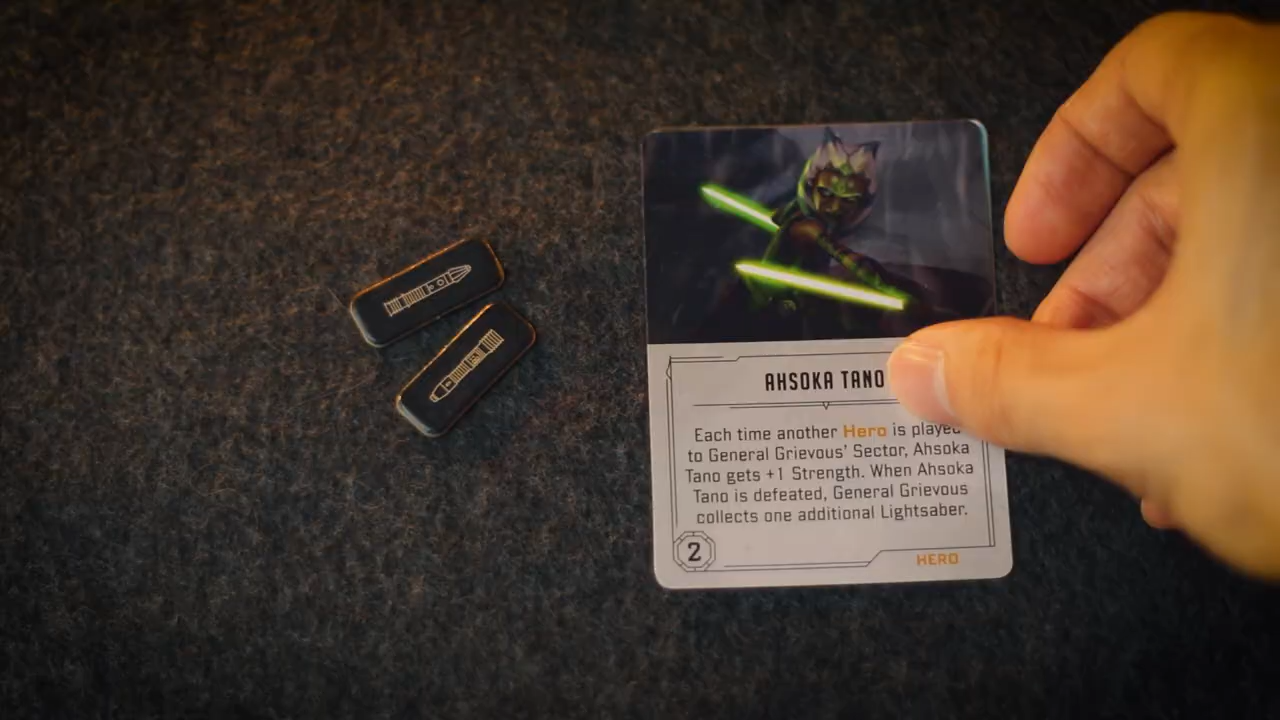 AHSOKA TANO
Each time another Hero is played
to General Grievous' Sector, Ahsoka
Tano gets +1 Strength. When Ahsoka
Tano is defeated, General Grievous
collects one additional Lightsaber.
2
HERO